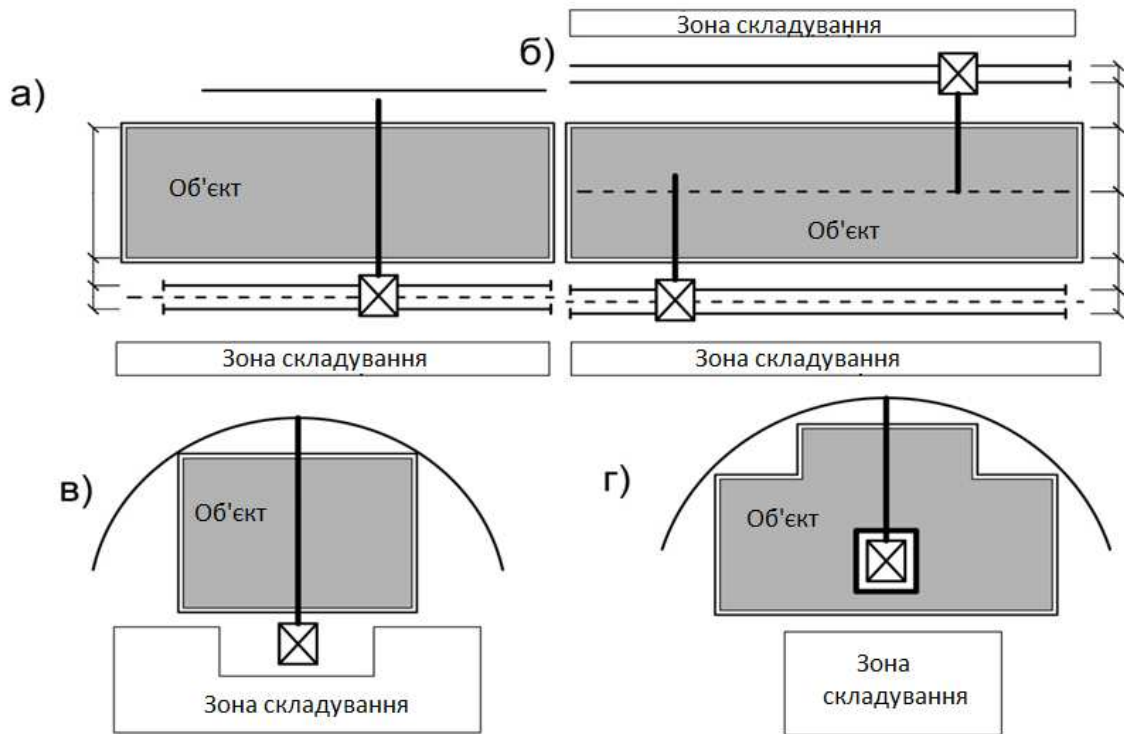 Зона складування
б)
а)
Об'єкт
Об'єкт
Зона складування
Зона складування
в)
Об'єкт
г)
Об'єкт
Зона складування
Зона
складування